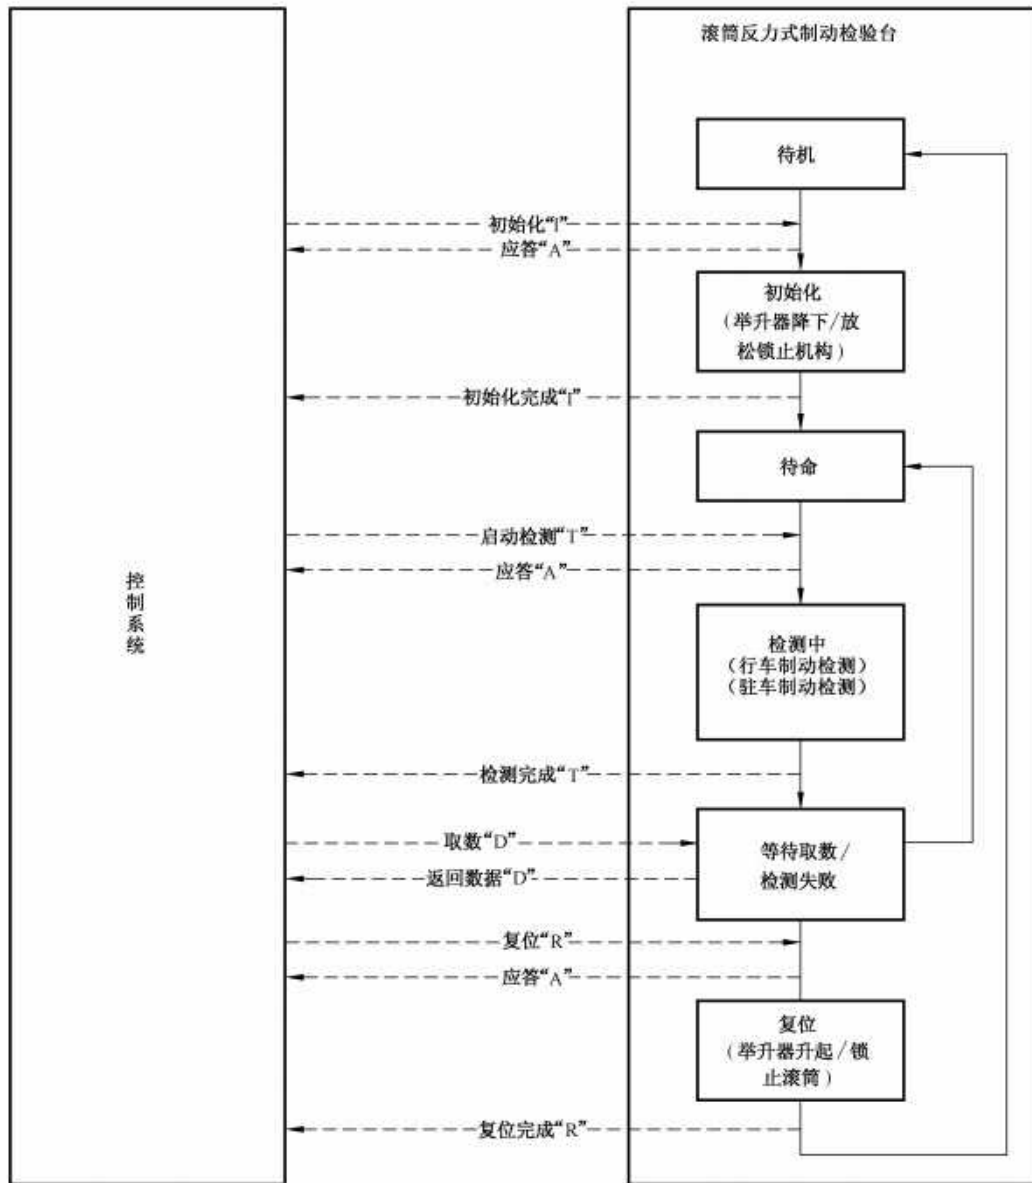 滚筒反力式制动检验台
待机
初始化“I”
应答“A”
初始化
（举升器降下/放
松锁止机构）
初始化完成“I”
待命
启动检测“T”
应答“A”
控制系统
检测中
（行车制动检测）
（驻车制动检测）
检测完成“T”
取数“D”
等待取数/
检测失败
返回数据“D”
复位“R”
应答“A”
复位
（举升器升起/锁
止滚筒）
复位完成“R”